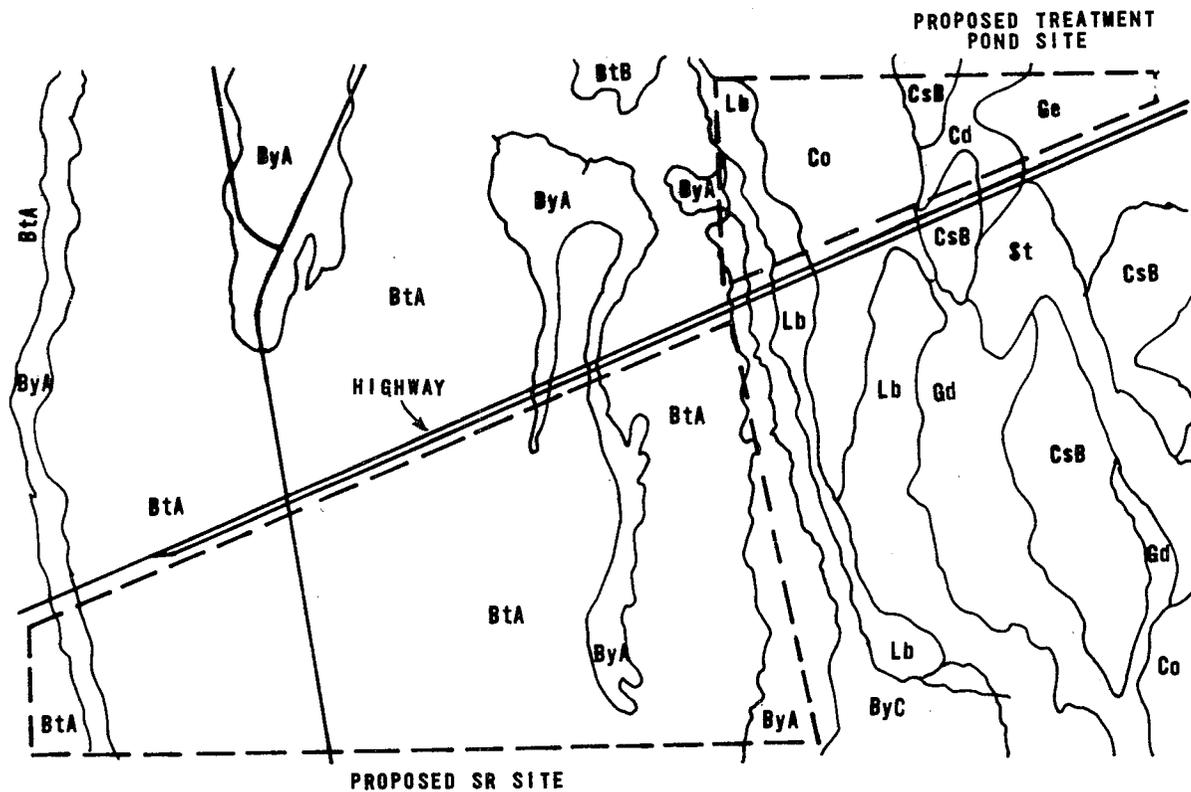 PROPOSED TREATMENT
POND SITE
BtB
CsB
Lb
Ge
Cd
ByA
Co
ByA
ByA
BtA
CsB
St
CsB
BtA
Lb
ByA
HIGHWAY
Lb
Gd
BtA
CsB
BtA
Gd
BtA
ByA
Lb
Co
BtA
ByA
ByC
PROPOSED SR SITE